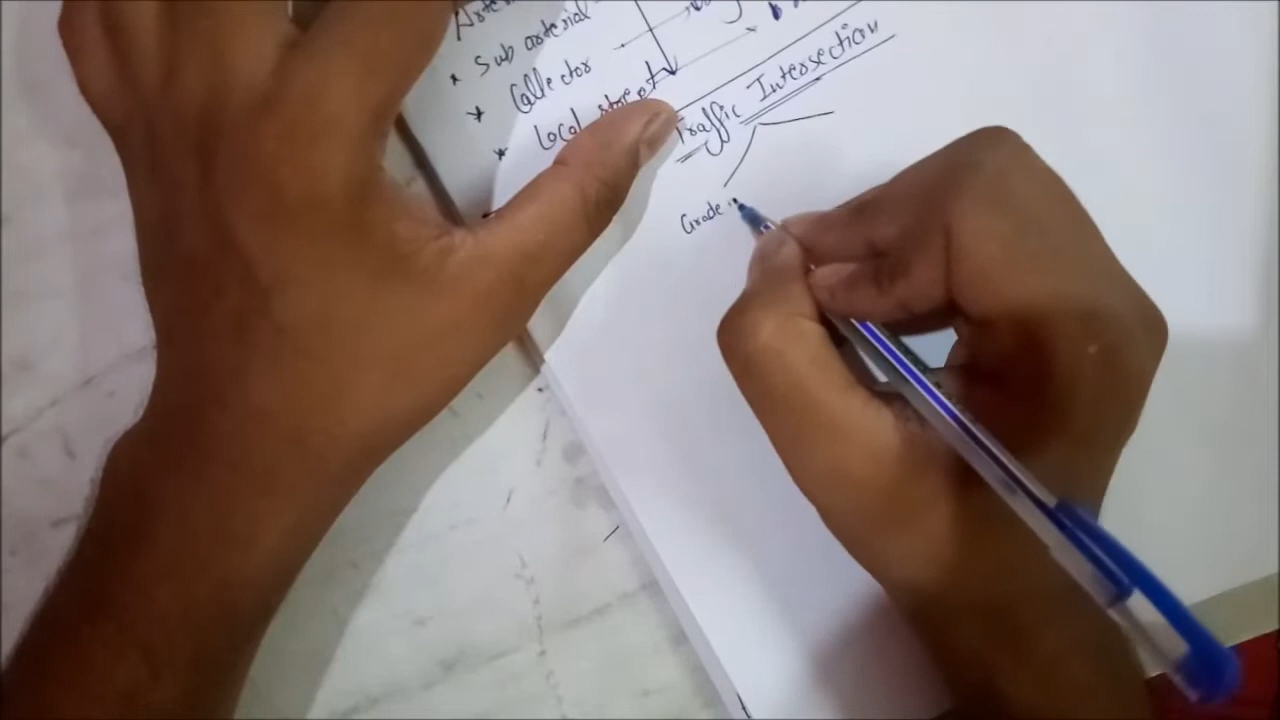 * Sub arterial
* Collector
* Local street
Traffic Intersection
Grade